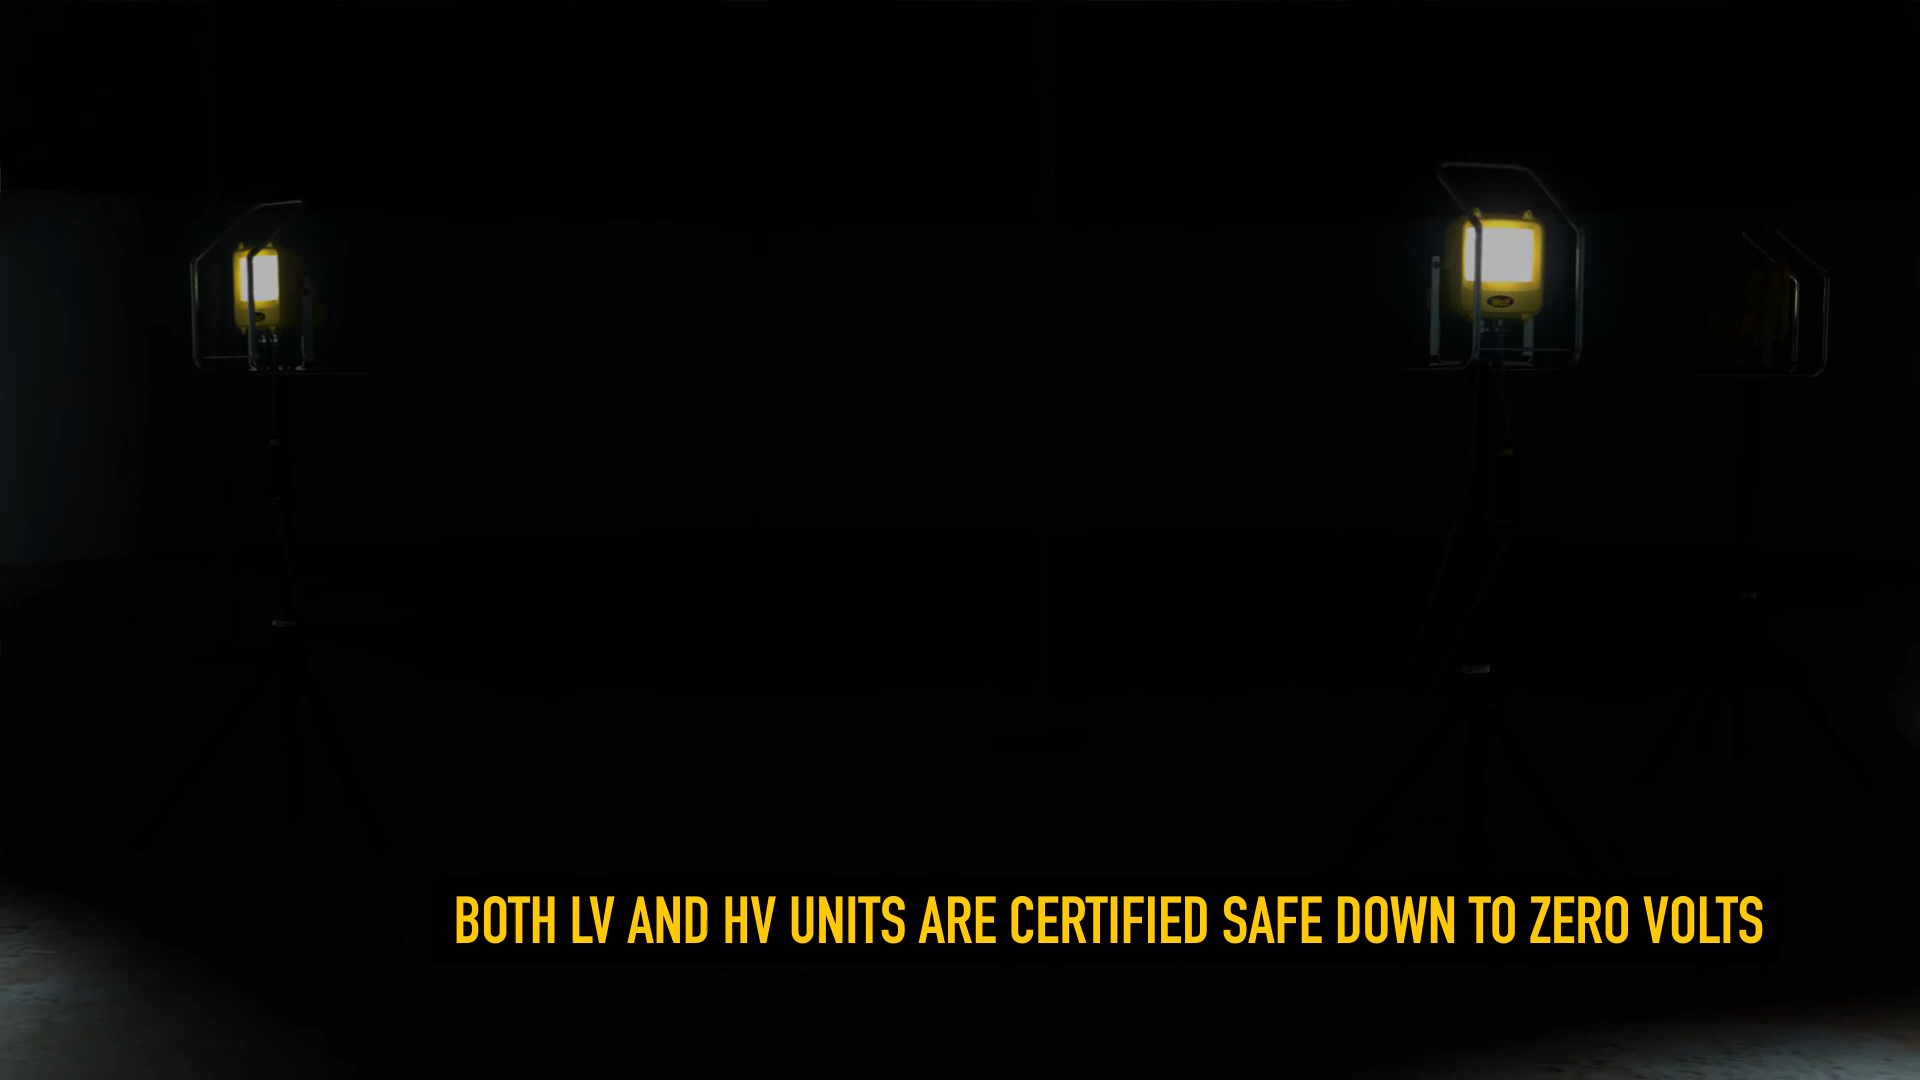 BOTH LV AND HV UNITS ARE CERTIFIED SAFE DOWN TO ZERO VOLTS